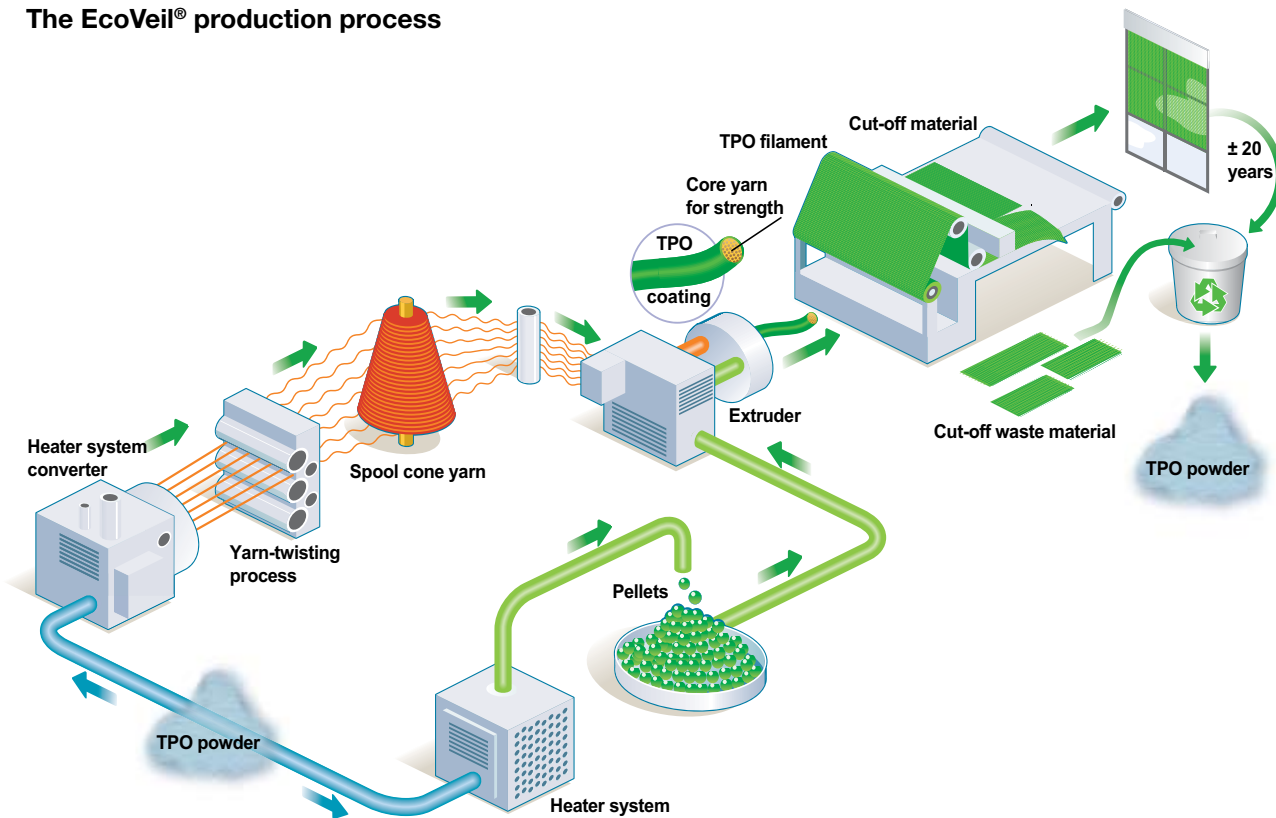 The EcoVeil® production process
Cut-off material
TPO filament
± 20
years
Core yarn
for strength
TPO
coating
Extruder
Cut-off waste material
TPO powder
Heater system
converter
Spool cone yarn
Yarn-twisting
process
Pellets
TPO powder
Heater system